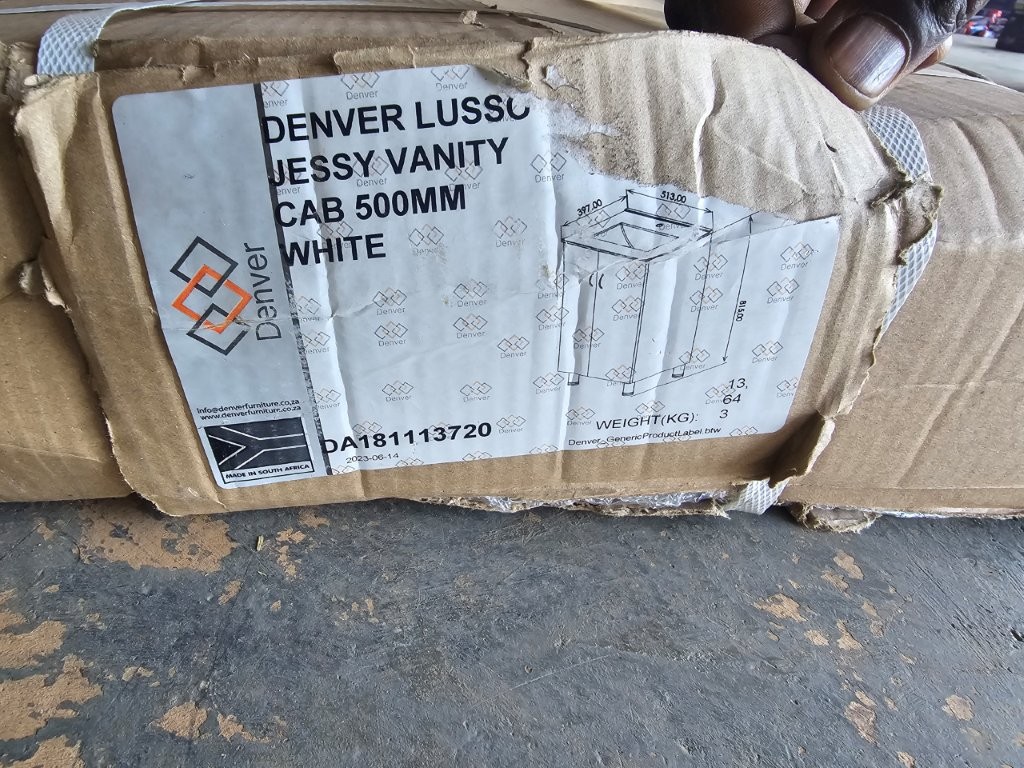 DENVER LUSSO
JESSY VANITY
CAB 500MM
WHITE
Denver
397,00
513,00
815,00
info@denverfurniture.co.za
www.denverfurniture.co.za
MADE IN SOUTH AFRICA
DA181113720
2023-06-14
WEIGHT(KG):
13,
64
3
Denver_GenericProductLabel.btw